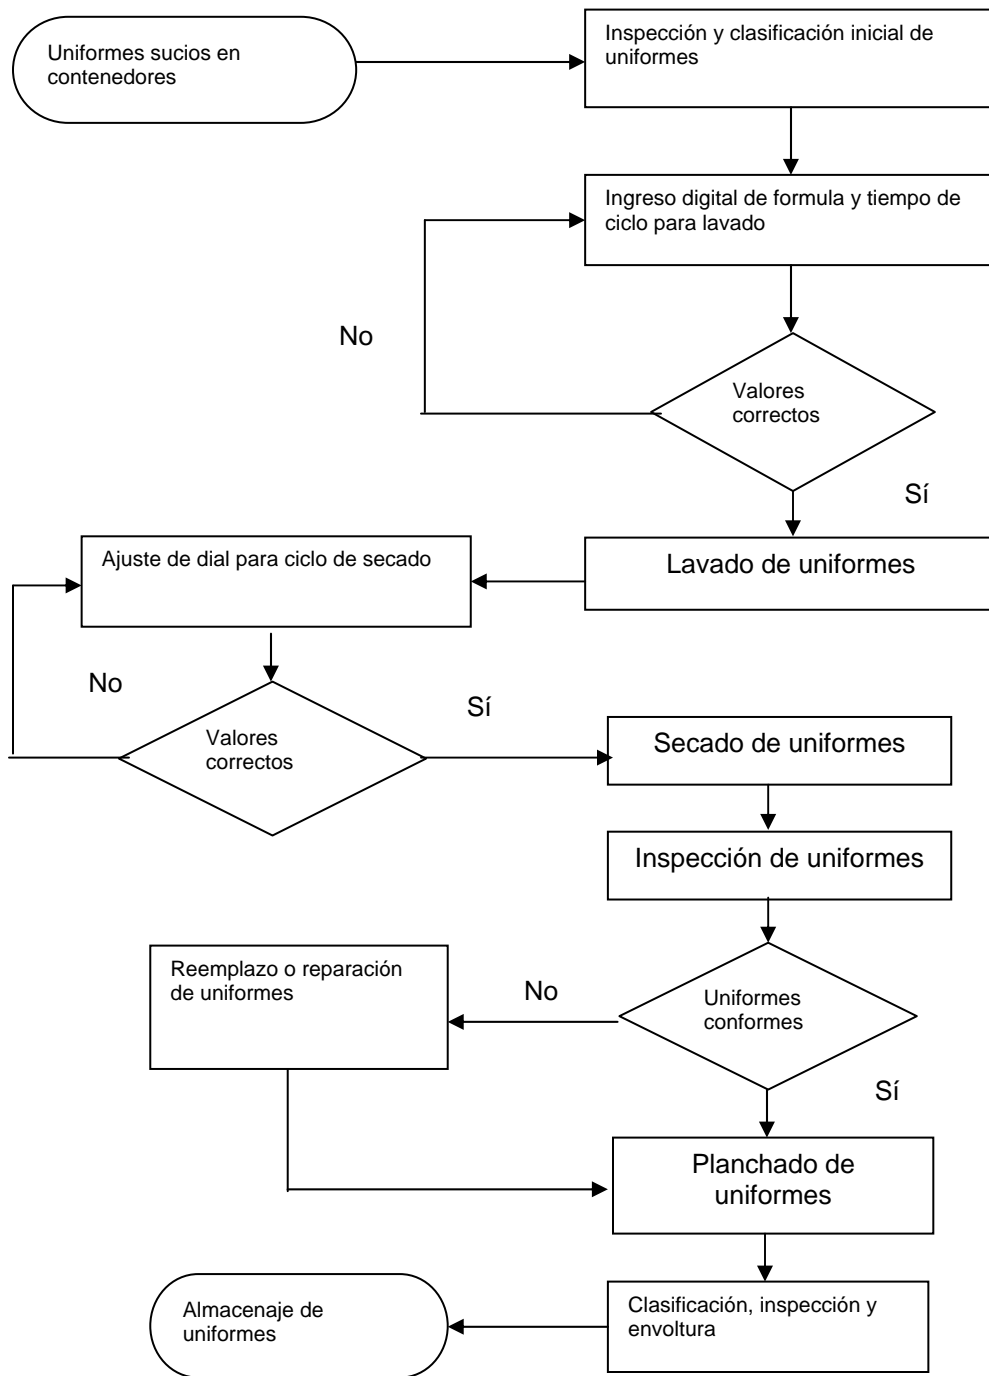 Uniformes sucios en
contenedores
Inspección y clasificación inicial de
uniformes
Ingreso digital de formula y tiempo de
ciclo para lavado
No
Valores
correctos
Sí
Lavado de uniformes
Ajuste de dial para ciclo de secado
No
Valores
correctos
Sí
Secado de uniformes
Inspección de uniformes
Uniformes
conformes
No
Reemplazo o reparación
de uniformes
Sí
Planchado de
uniformes
Clasificación, inspección y
envoltura
Almacenaje de
uniformes